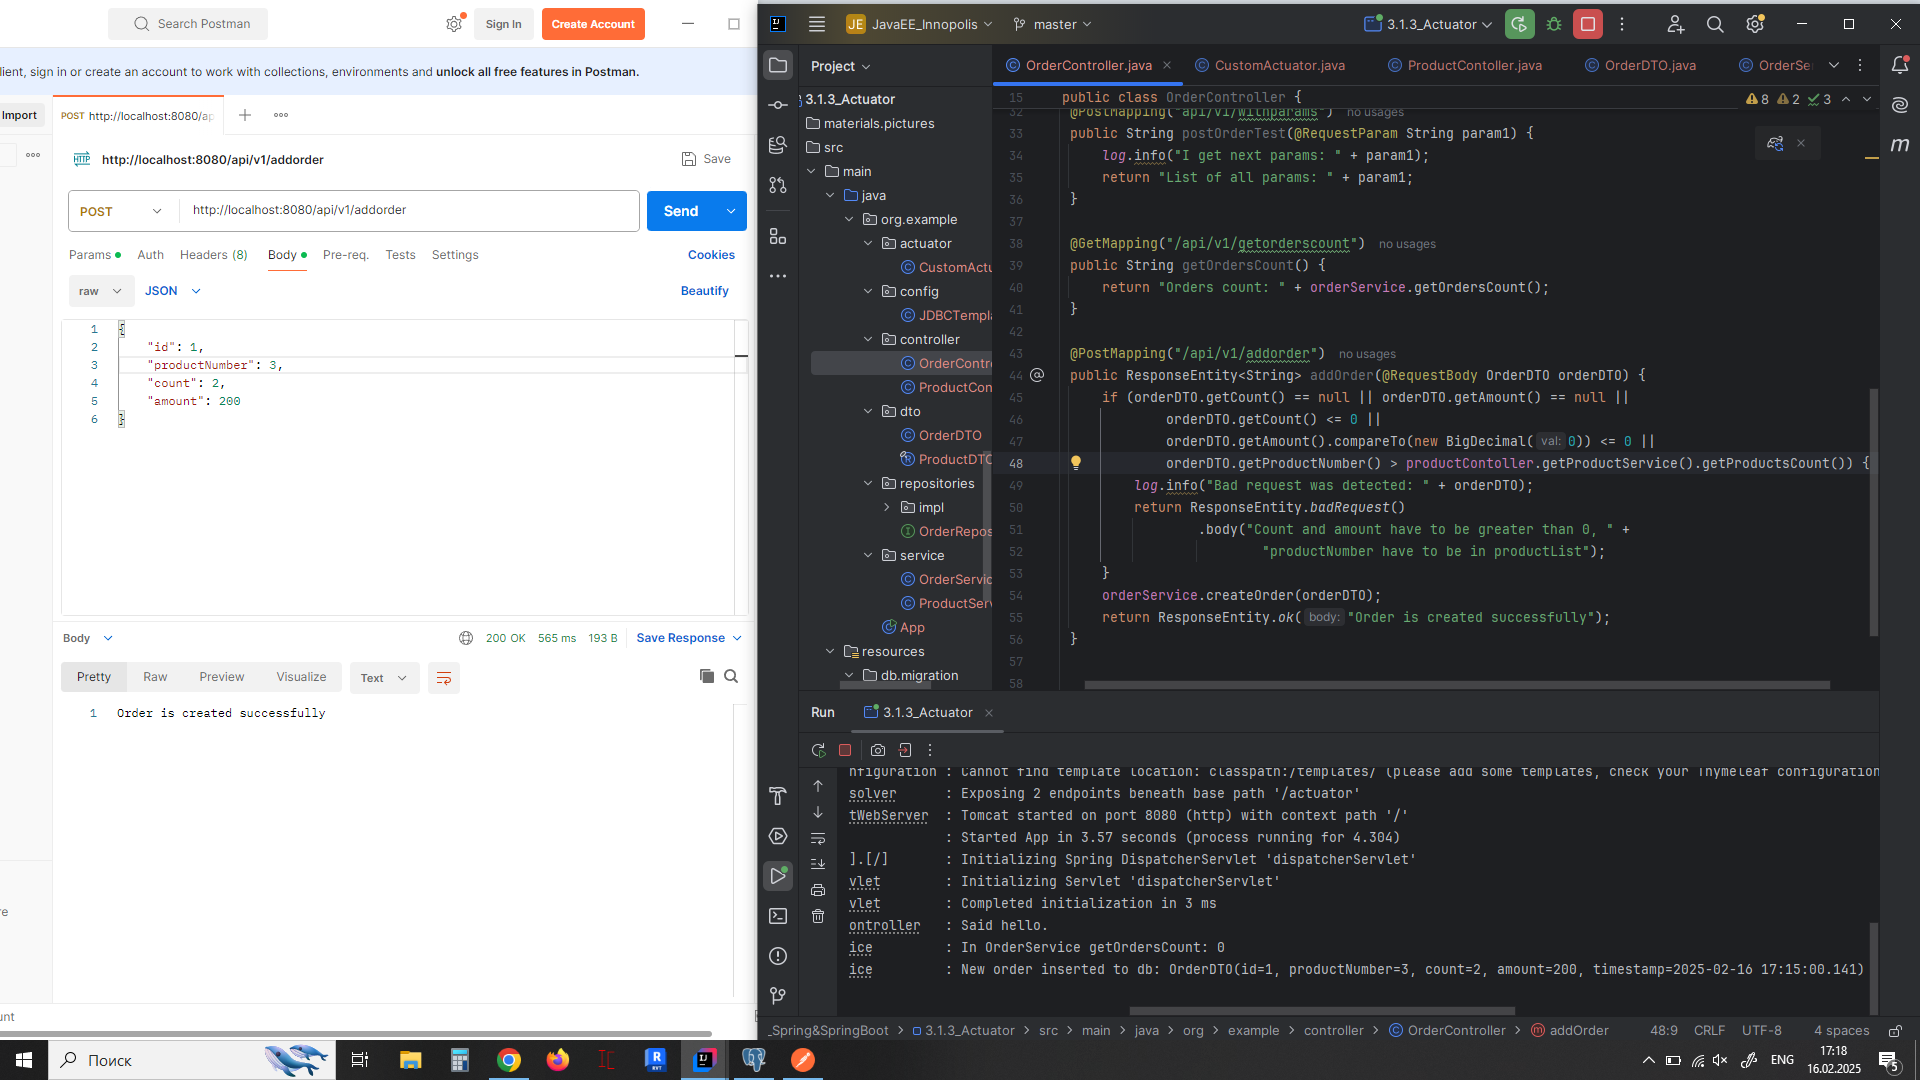 Search Postman
Sign In
Create Account
lient, sign in or create an account to work with collections, environments and unlock all free features in Postman.
Import
POST http://localhost:8080/ap
HTTP http://localhost:8080/api/v1/addorder
Save
POST
http://localhost:8080/api/v1/addorder
Send
Params
Auth
Headers (8)
Body
Pre-req.
Tests
Settings
Cookies
raw
JSON
Beautify
1 {
2 "id": 1,
3 "productNumber": 3,
4 "count": 2,
5 "amount": 200
6 }
Body
200 OK 565 ms 193 B
Save Response
Pretty
Raw
Preview
Visualize
Text
1 Order is created successfully
re
unt
JE JavaEE_Innopolis
master
3.1.3_Actuator
Project
3.1.3_Actuator
materials.pictures
src
main
java
org.example
actuator
CustomActu
config
JDBCTempla
controller
OrderContro
ProductCon
dto
OrderDTO
ProductDTO
repositories
impl
OrderRepos
service
OrderServic
ProductServ
App
resources
db.migration
OrderController.java
CustomActuator.java
ProductContoller.java
OrderDTO.java
OrderSe
8 2 3
15 public class OrderController {
32 @PostMapping("api/v1/withparams") no usages
33 public String postOrderTest(@RequestParam String param1) {
34 log.info("I get next params: " + param1);
35 return "List of all params: " + param1;
36 }
37
38 @GetMapping("/api/v1/getorderscount") no usages
39 public String getOrdersCount() {
40 return "Orders count: " + orderService.getOrdersCount();
41 }
42
43 @PostMapping("/api/v1/addorder") no usages
44 public ResponseEntity<String> addOrder(@RequestBody OrderDTO orderDTO) {
45 if (orderDTO.getCount() == null || orderDTO.getAmount() == null ||
46 orderDTO.getCount() <= 0 ||
47 orderDTO.getAmount().compareTo(new BigDecimal( val: 0)) <= 0 ||
48 orderDTO.getProductNumber() > productContoller.getProductService().getProductsCount()) {
49 log.info("Bad request was detected: " + orderDTO);
50 return ResponseEntity.badRequest()
51 .body("Count and amount have to be greater than 0, " +
52 "productNumber have to be in productList");
53 }
54 orderService.createOrder(orderDTO);
55 return ResponseEntity.ok( body: "Order is created successfully");
56 }
57
58
Run
3.1.3_Actuator
nfiguration : Cannot find template location: classpath:/templates/ (please add some templates, check your Thymeleaf configuration
solver : Exposing 2 endpoints beneath base path '/actuator'
tWebServer : Tomcat started on port 8080 (http) with context path '/'
: Started App in 3.57 seconds (process running for 4.304)
].[/] : Initializing Spring DispatcherServlet 'dispatcherServlet'
vlet : Initializing Servlet 'dispatcherServlet'
vlet : Completed initialization in 3 ms
ontroller : Said hello.
ice : In OrderService getOrdersCount: 0
ice : New order inserted to db: OrderDTO(id=1, productNumber=3, count=2, amount=200, timestamp=2025-02-16 17:15:00.141)
_Spring&SpringBoot > 3.1.3_Actuator > src > main > java > org > example > controller > OrderController > addOrder
48:9 CRLF UTF-8 4 spaces
Поиск
ENG
17:18
16.02.2025
5